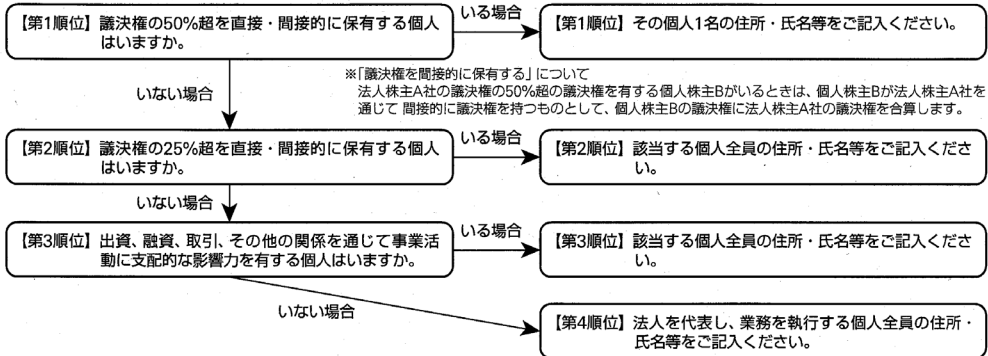 【第1順位】議決権の50%超を直接・間接的に保有する個人
はいますか。
いる場合
【第1順位】その個人1名の住所・氏名等をご記入ください。
※「議決権を間接的に保有する」について
法人株主A社の議決権の50%超の議決権を有する個人株主Bがいるときは、個人株主Bが法人株主A社を
通じて 間接的に議決権を持つものとして、個人株主Bの議決権に法人株主A社の議決権を合算します。
いない場合
【第2順位】議決権の25%超を直接・間接的に保有する個人
はいますか。
いる場合
【第2順位】該当する個人全員の住所・氏名等をご記入くださ
い。
いない場合
【第3順位】出資、融資、取引、その他の関係を通じて事業活
動に支配的な影響力を有する個人はいますか。
いる場合
【第3順位】該当する個人全員の住所・氏名等をご記入くださ
い。
いない場合
【第4順位】法人を代表し、業務を執行する個人全員の住所・
氏名等をご記入ください。